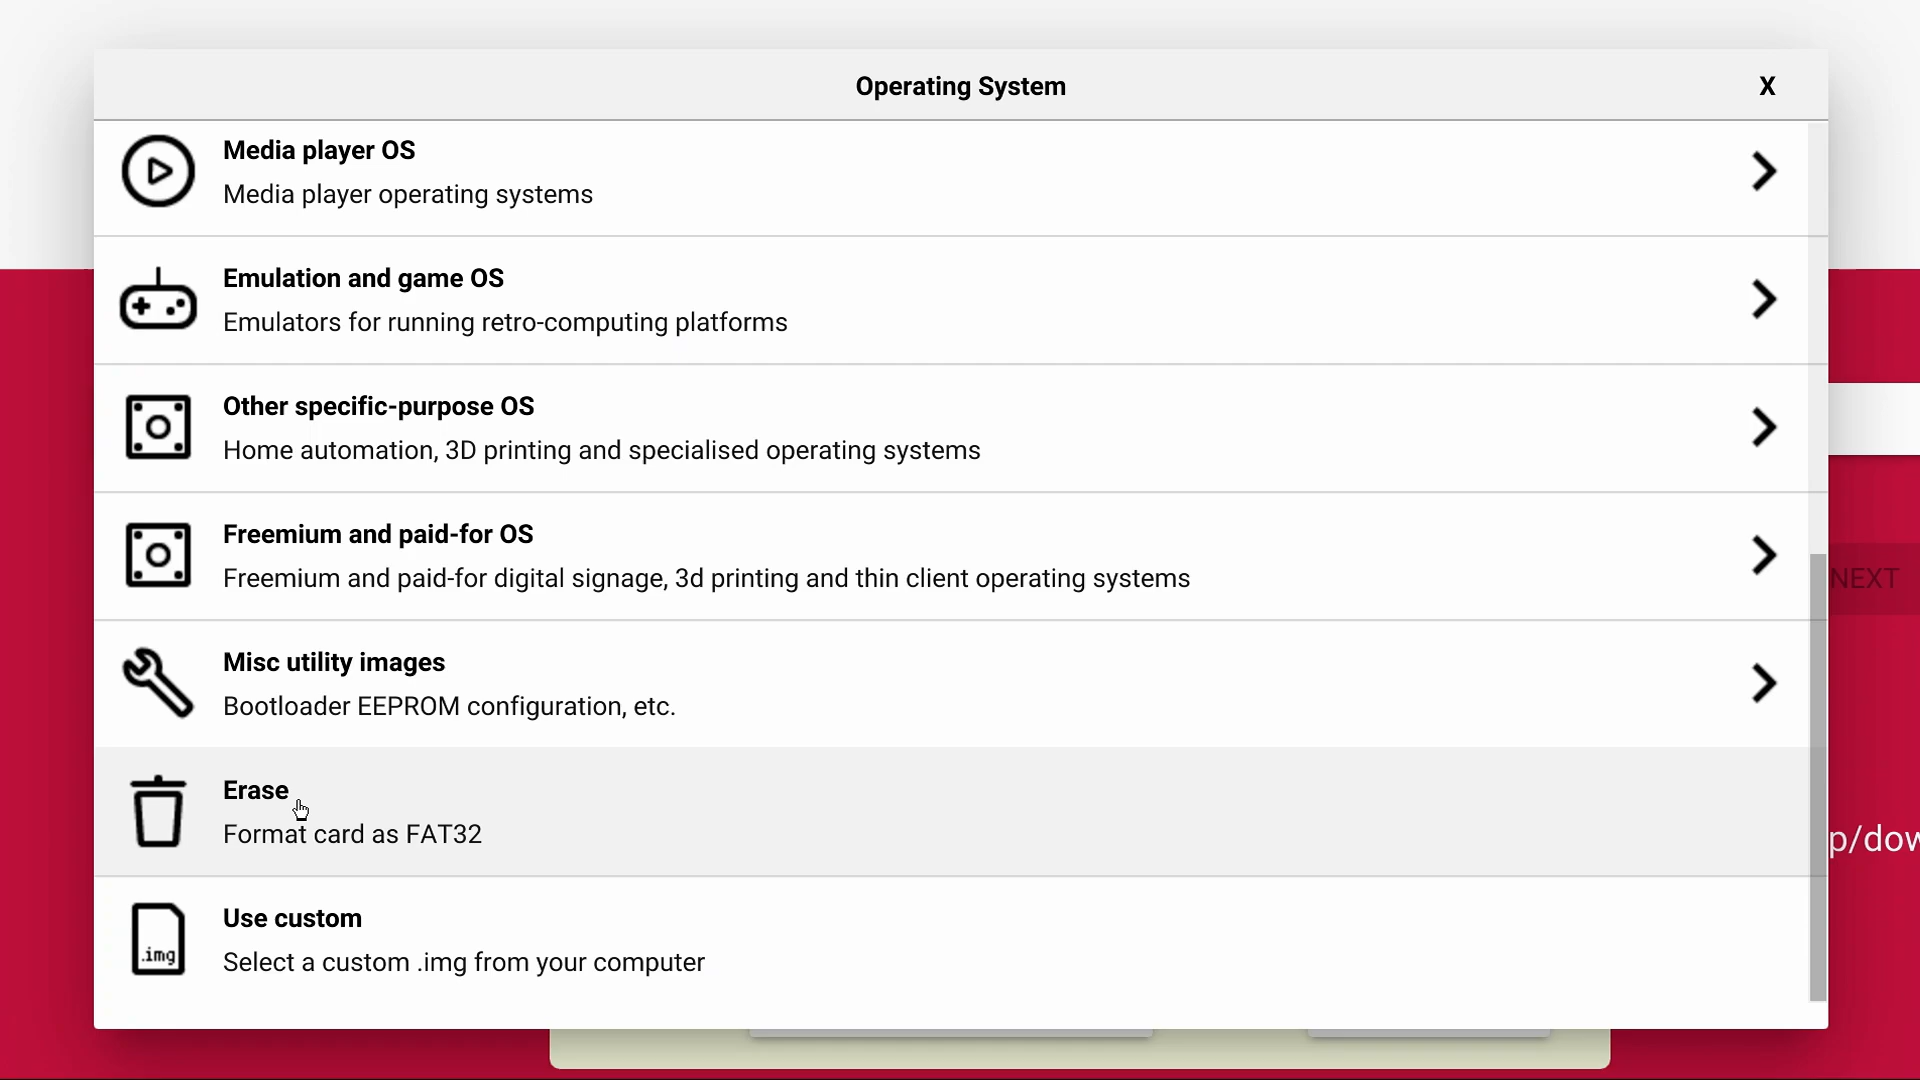 Operating System
X
Media player OS
Media player operating systems
Emulation and game OS
Emulators for running retro-computing platforms
Other specific-purpose OS
Home automation, 3D printing and specialised operating systems
Freemium and paid-for OS
Freemium and paid-for digital signage, 3d printing and thin client operating systems
NEXT
Misc utility images
Bootloader EEPROM configuration, etc.
Erase
Format card as FAT32
p/dow
Use custom
.img
Select a custom .img from your computer